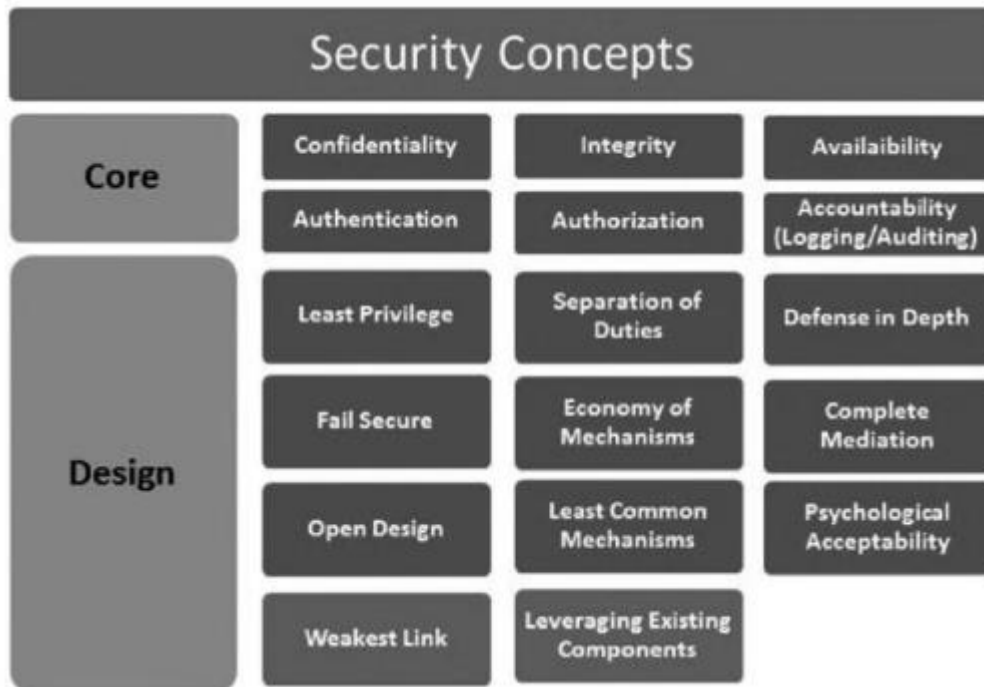 Security Concepts
Core
Confidentiality
Integrity
Availaibility
Authentication
Authorization
Accountability
(Logging/Auditing)
Design
Least Privilege
Separation of
Duties
Defense in Depth
Fail Secure
Economy of
Mechanisms
Complete
Mediation
Open Design
Least Common
Mechanisms
Psychological
Acceptability
Weakest Link
Leveraging Existing
Components